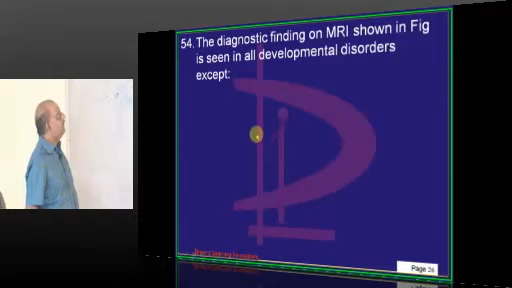 54. The diagnostic finding on MRI shown in Fig
is seen in all developmental disorders
except:
Page 26